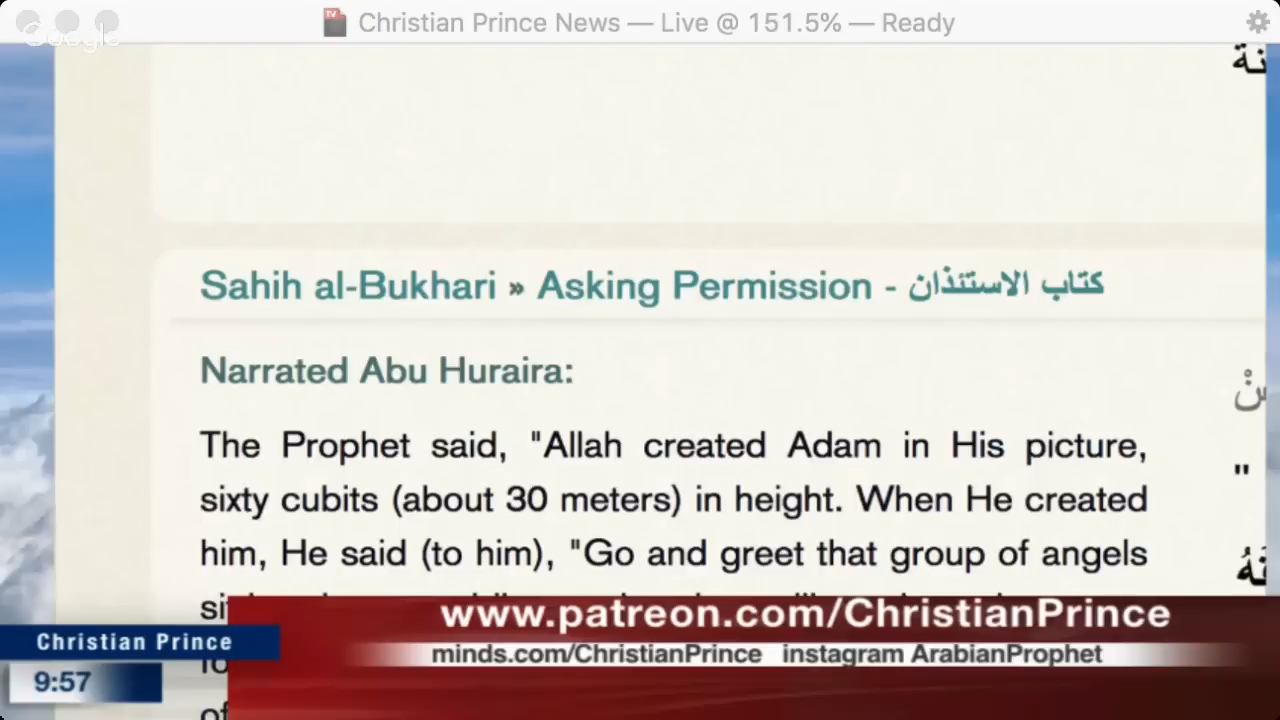 Christian Prince News — Live @ 151.5% — Ready
Google
Sahih al-Bukhari » Asking Permission - كتاب الاستئذان
Narrated Abu Huraira:
The Prophet said, "Allah created Adam in His picture,
sixty cubits (about 30 meters) in height. When He created
him, He said (to him), "Go and greet that group of angels
www.patreon.com/ChristianPrince
Christian Prince
minds.com/ChristianPrince instagram ArabianProphet
9:57
of